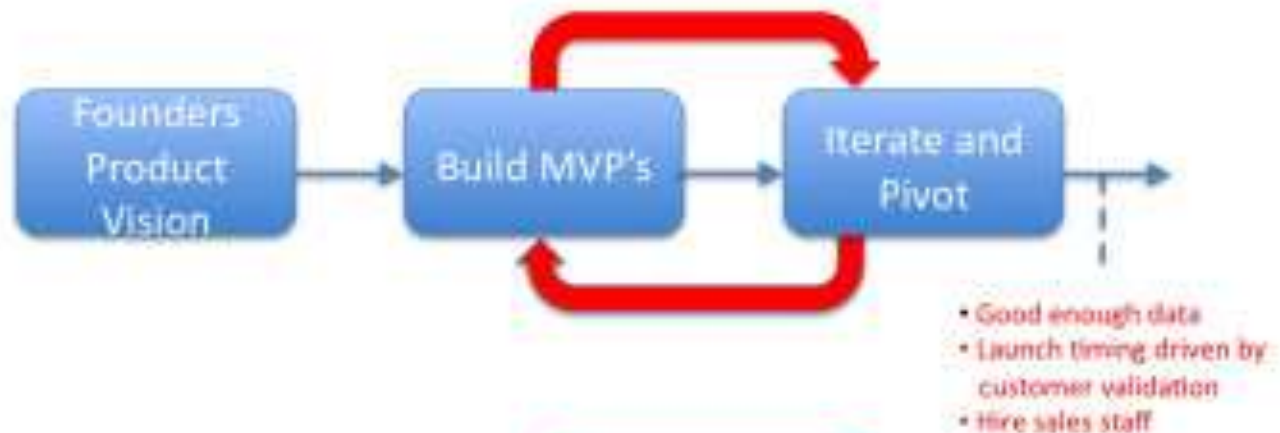 Founders
Product
Vision
Build MVP's
Iterate and
Pivot
• Good enough data
• Launch timing driven by
customer validation
• Hire sales staff